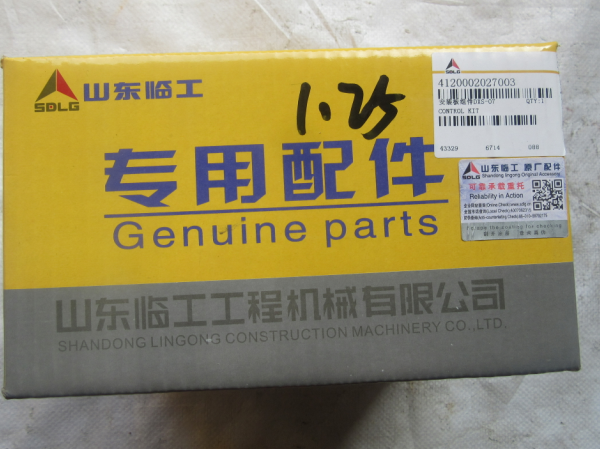 SDLG 山东临工
1.25
专用配件
Genuine parts
山东临工工程机械有限公司
SHANDONG LINGONG CONSTRUCTION MACHINERY CO.,LTD.
SDLG
4120002027003
QTY:1
CONTROL KIT
43329 6714 088
SDLG 山东临工 原厂配件
Shandong lingong Original Accessory
可靠承载重托
Reliability in Action